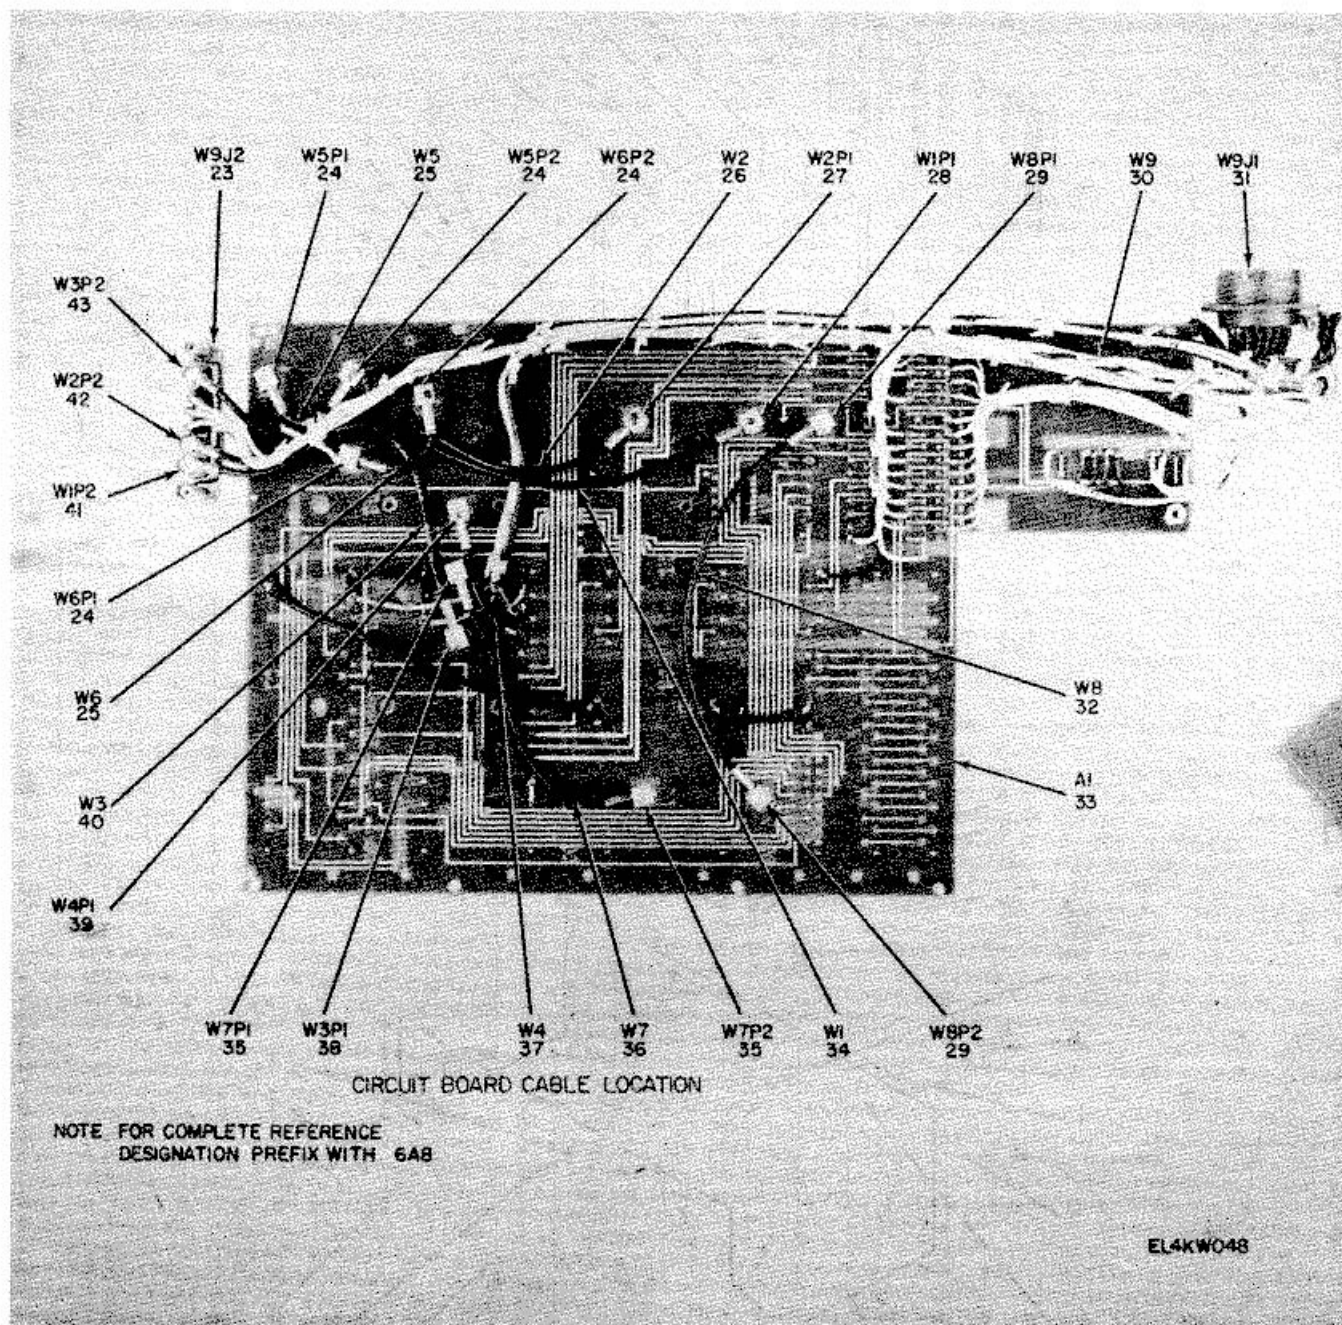 W9J2
23
W5P1
24
W5
25
W5P2
24
W6P2
24
W2
26
W2P1
27
W1P1
28
W8P1
29
W9
30
W9J1
31
W3P2
43
W2P2
42
W1P2
41
W6P1
24
W6
25
W3
40
W4P1
39
W8
32
A1
33
W7P1
35
W3P1
38
W4
37
W7
36
W7P2
35
W1
34
W8P2
29
CIRCUIT BOARD CABLE LOCATION
NOTE FOR COMPLETE REFERENCE
DESIGNATION PREFIX WITH 6A8
EL4KW048